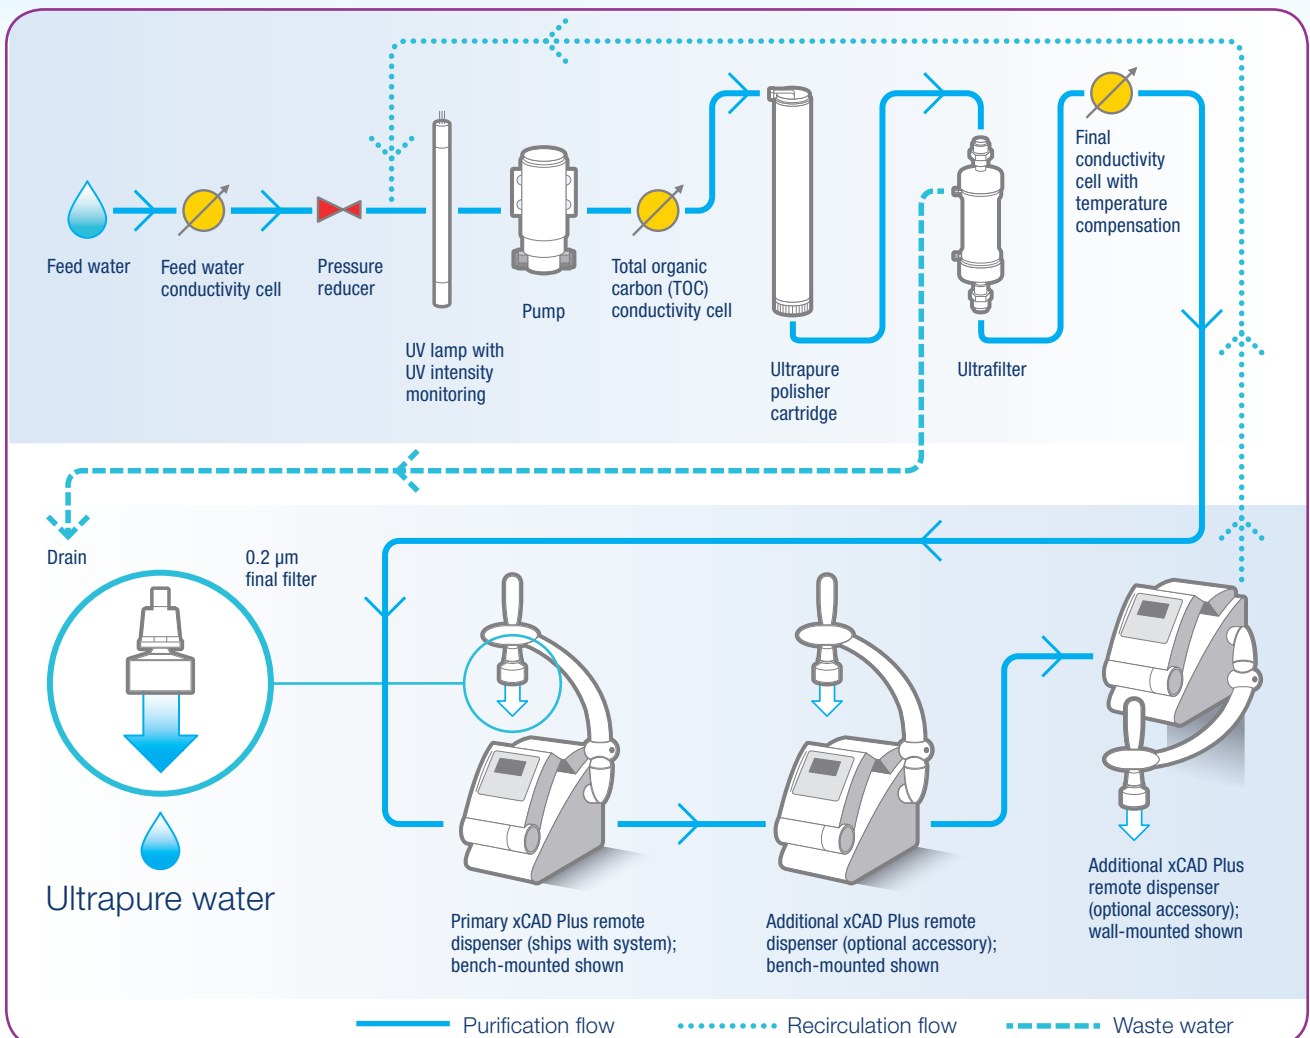 Feed water
Feed water
conductivity cell
Pressure
reducer
UV lamp with
UV intensity
monitoring
Pump
Total organic
carbon (TOC)
conductivity cell
Ultrapure
polisher
cartridge
Ultrafilter
Final
conductivity
cell with
temperature
compensation
Drain
0.2 µm
final filter
Ultrapure water
Primary xCAD Plus remote
dispenser (ships with system);
bench-mounted shown
Additional xCAD Plus remote
dispenser (optional accessory);
bench-mounted shown
Additional xCAD Plus
remote dispenser
(optional accessory);
wall-mounted shown
Purification flow
Recirculation flow
Waste water